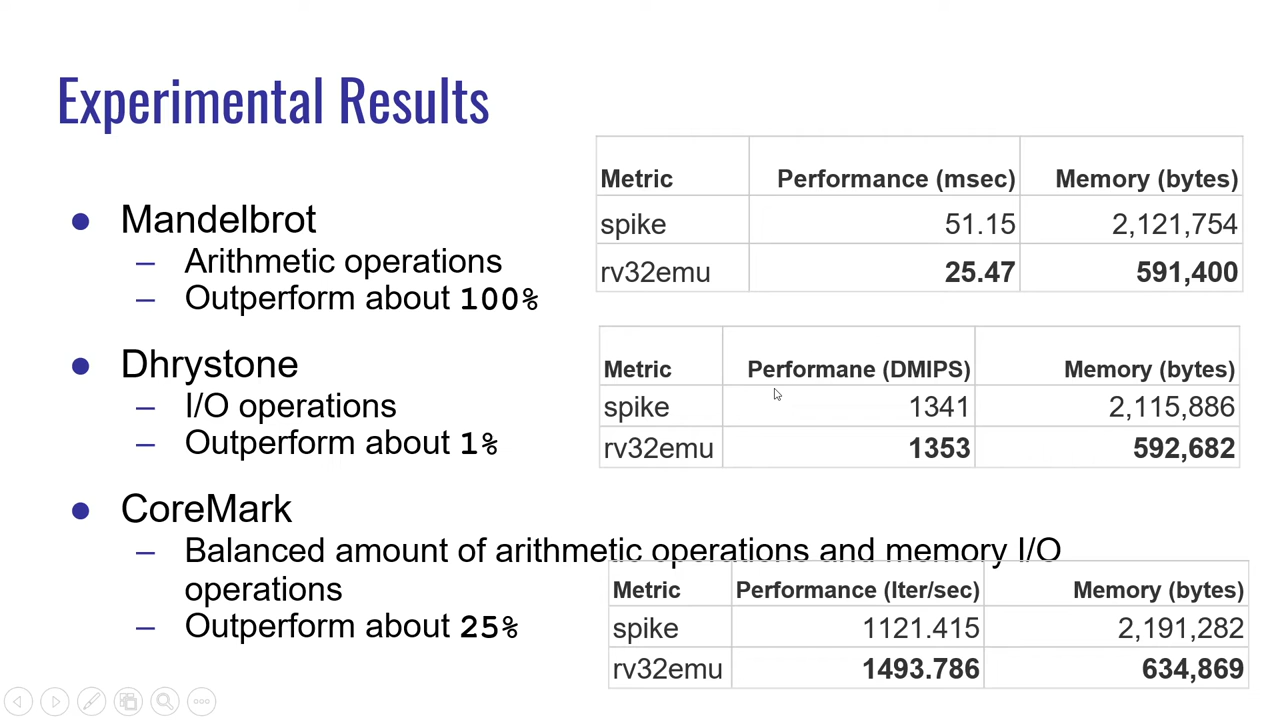 Experimental Results
● Mandelbrot
– Arithmetic operations
– Outperform about 100%
Metric Performance (msec) Memory (bytes)
spike 51.15 2,121,754
rv32emu 25.47 591,400
● Dhrystone
– I/O operations
– Outperform about 1%
Metric Performane (DMIPS) Memory (bytes)
spike 1341 2,115,886
rv32emu 1353 592,682
● CoreMark
– Balanced amount of arithmetic operations and memory I/O
operations
– Outperform about 25%
Metric Performance (Iter/sec) Memory (bytes)
spike 1121.415 2,191,282
rv32emu 1493.786 634,869